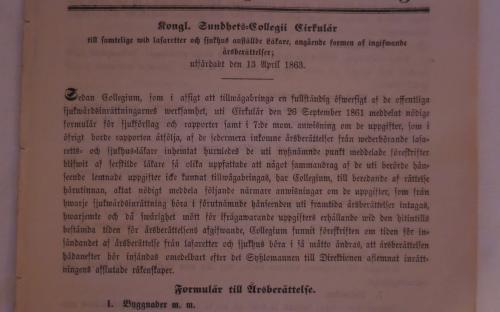 Kongl. Sundhets-Collegii Cirkulär
till samtelige wid lasaretter och sjukhus anställde Läkare, angående formen af ingifwande
årsberättelser;
utfärdadt den 13 April 1863.
Sedan Collegium, som i afsigt att tillwägabringa en fullständig öfwersigt af de offentliga
sjukwårdsinrättningarnes werksamhet, uti Cirkulär den 26 September 1861 meddelat nödige
formulär för sjukförslag och rapporter samt i 7:de mom. anwisning om de uppgifter, som i
öfrigt borde rapporten åtfölja, af de sedermera inkomne årsberättelser från wederbörande lasa-
retts- och sjukhus-läkare inhemtat hurusledes de uti nyßnämnde punkt meddelade föreskrifter
blifwit af serskilde läkare så olika uppfattade att något sammandrag af de uti berörde hän-
seende lemnade uppgifter icke kunnat tillwägabringas, har Collegium, till beredande af rättelse
härutinnan, aktat nödigt meddela följande närmare anwisningar om de uppgifter, som från
hwarje sjukwårdsinrättning böra i förutnämnde hänseenden uti framtida årsberättelser intagas,
hwarjemte och då swårighet mött för ifrågawarande uppgifters erhållande wid den hitintills
bestämda tiden för årsberättelsens afgifwande, Collegium funnit föreskriften om tiden för in-
sändandet af årsberättelser från lasaretter och sjukhus böra i så måtto ändras, att årsberättelsen
hädanefter bör insändas omedelbart efter det Sysslomannen till Direktionen aflemnat inrätt-
ningens afslutade räkenskaper.
Formulär till Årsberättelse.
1. Byggnader m. m.